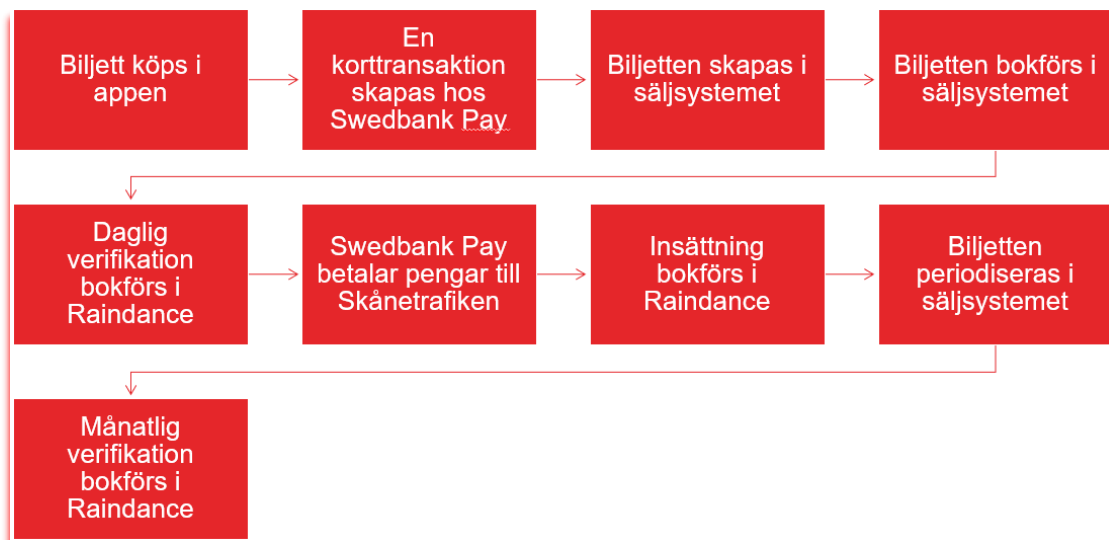 Biljett köps i
appen
En
korttransaktion
skapas hos
Swedbank Pay
Biljetten skapas i
säljsystemet
Biljetten bokförs i
säljsystemet
Daglig
verifikation
bokförs i
Raindance
Swedbank Pay
betalar pengar till
Skånetrafiken
Insättning
bokförs i
Raindance
Biljetten
periodiseras i
säljsystemet
Månatlig
verifikation
bokförs i
Raindance